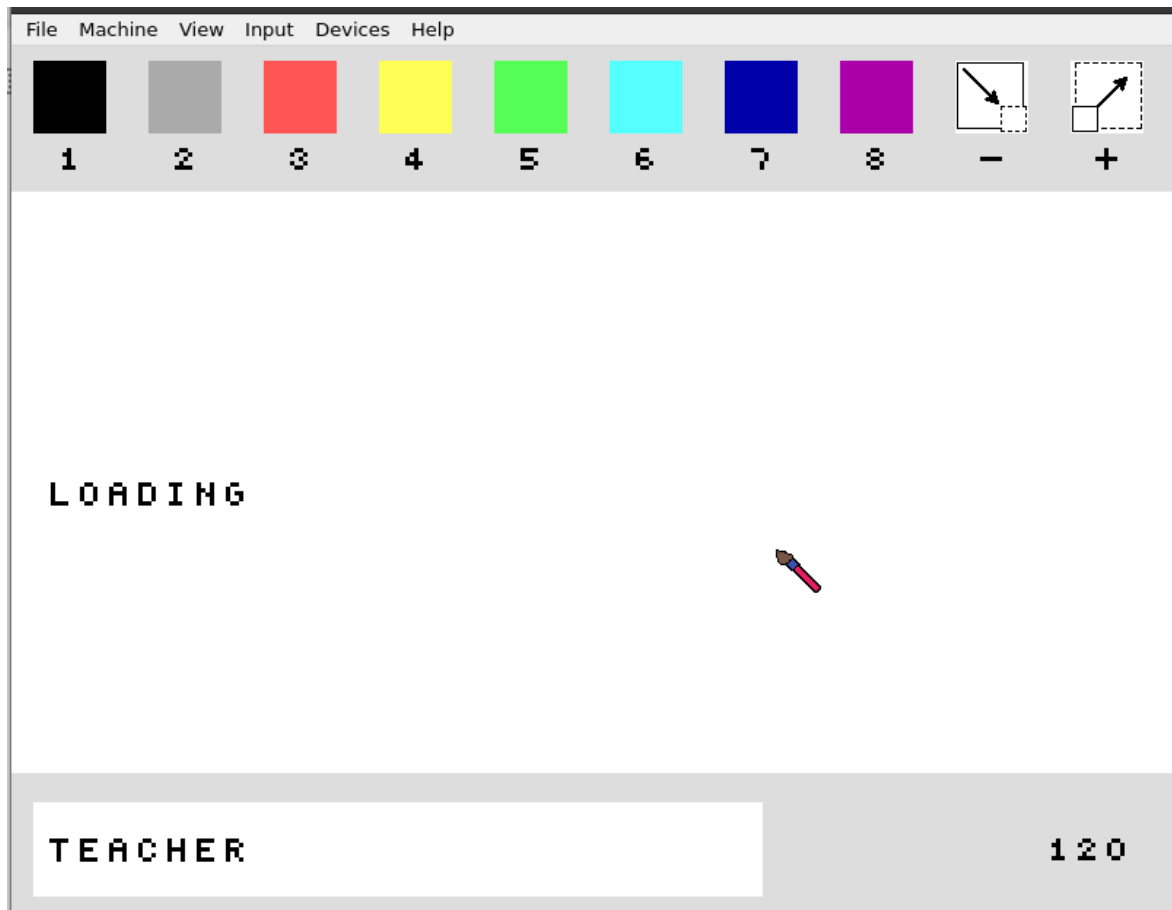 File Machine View Input Devices Help
1 2 3 4 5 6 7 8 - +
LOADING
TEACHER 120